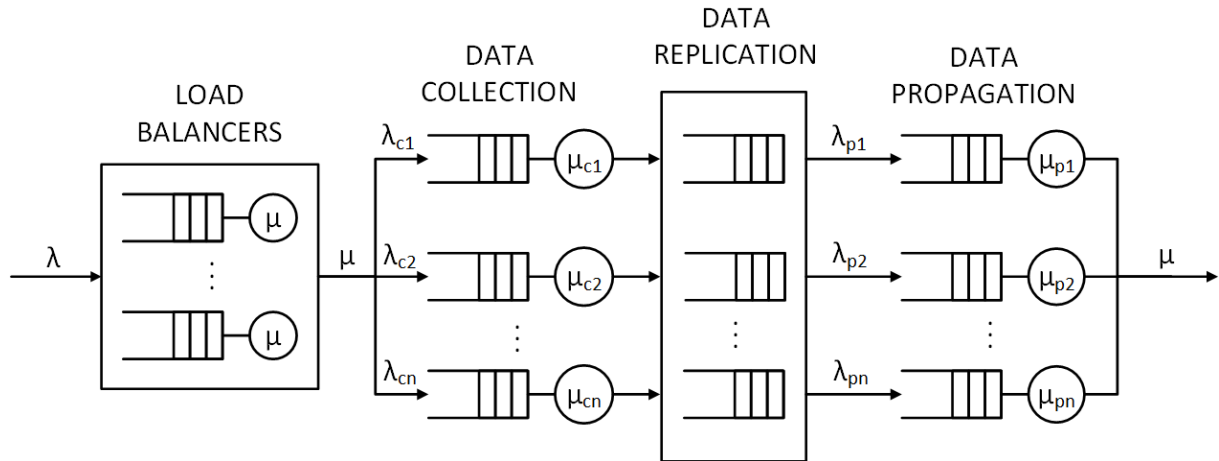 LOAD
BALANCERS
DATA
COLLECTION
DATA
REPLICATION
DATA
PROPAGATION
λ
μ
μ
μ
λc1
μc1
λc2
μc2
λcn
μcn
λp1
μp1
λp2
μp2
λpn
μpn
μ